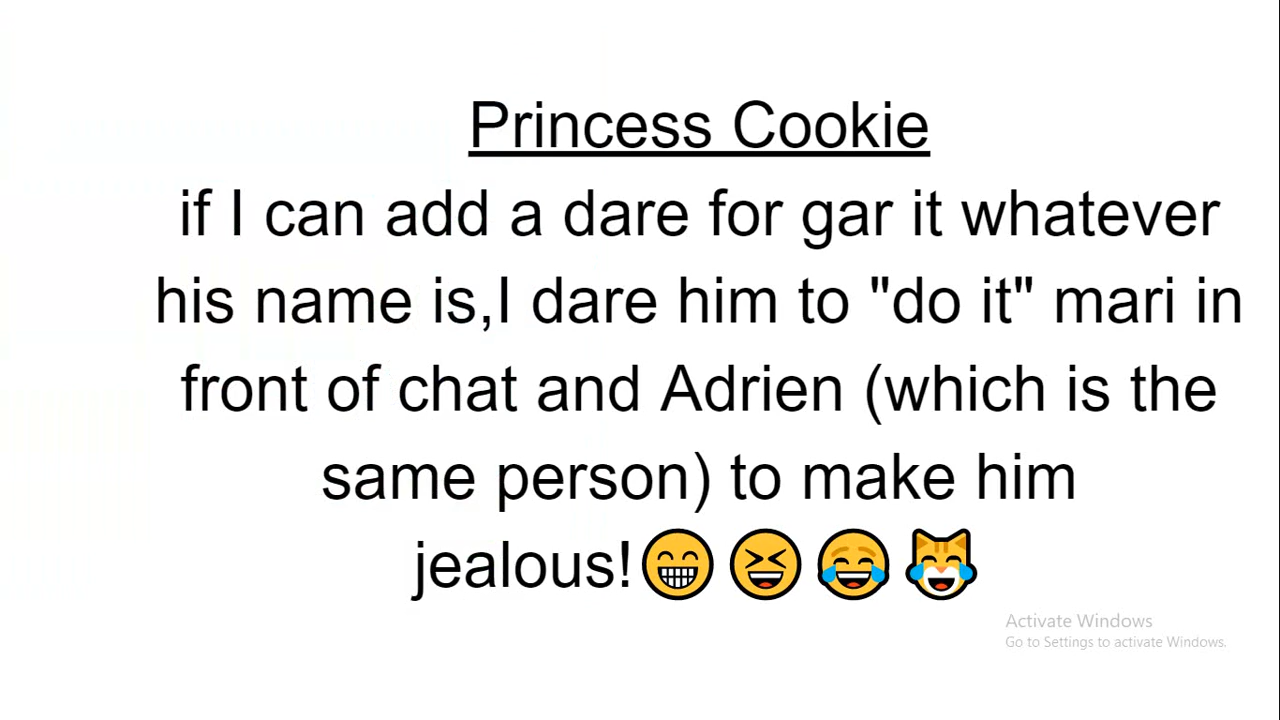 Princess Cookie
if I can add a dare for gar it whatever
his name is,I dare him to "do it" mari in
front of chat and Adrien (which is the
same person) to make him
jealous!😁😆😂😹
Activate Windows
Go to Settings to activate Windows.